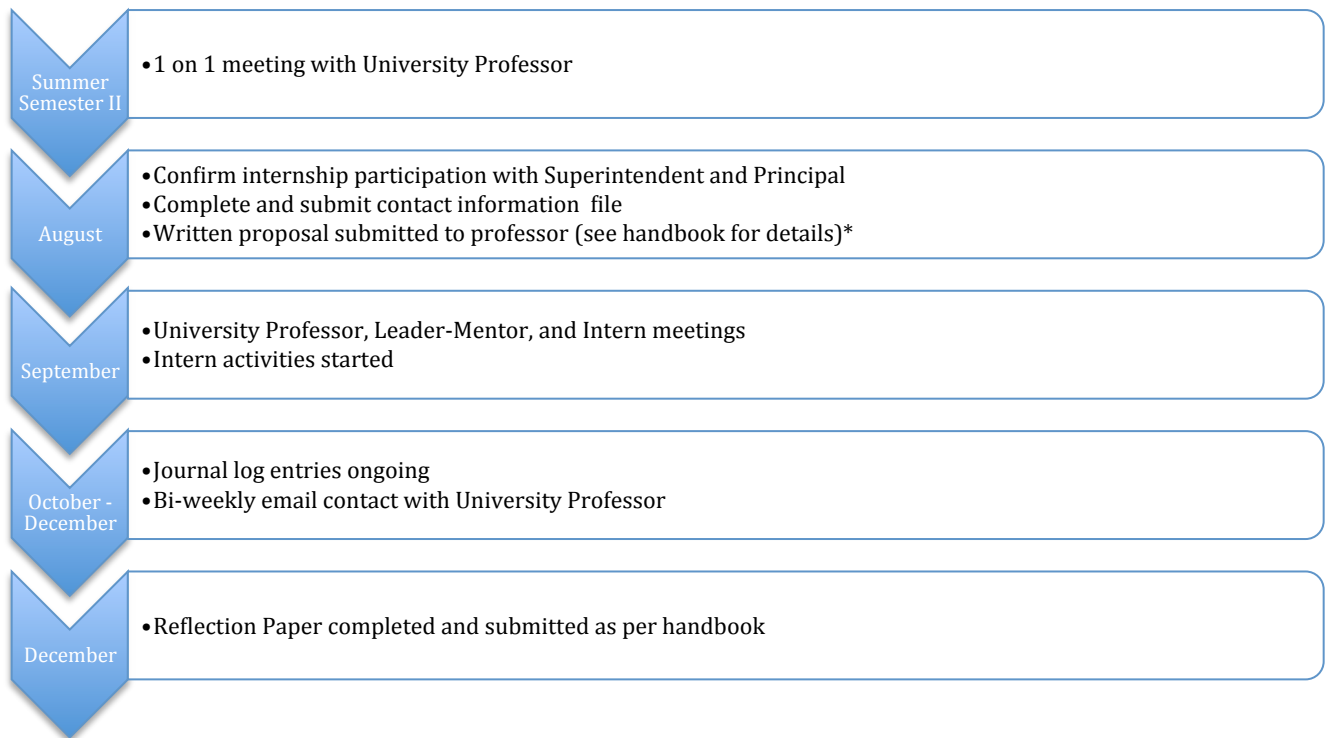 Summer
Semester II
•1 on 1 meeting with University Professor
August
•Confirm internship participation with Superintendent and Principal
•Complete and submit contact information  file
•Written proposal submitted to professor (see handbook for details)*
September
•University Professor, Leader-Mentor, and Intern meetings
•Intern activities started
October -
December
•Journal log entries ongoing
•Bi-weekly email contact with University Professor
December
•Reflection Paper completed and submitted as per handbook